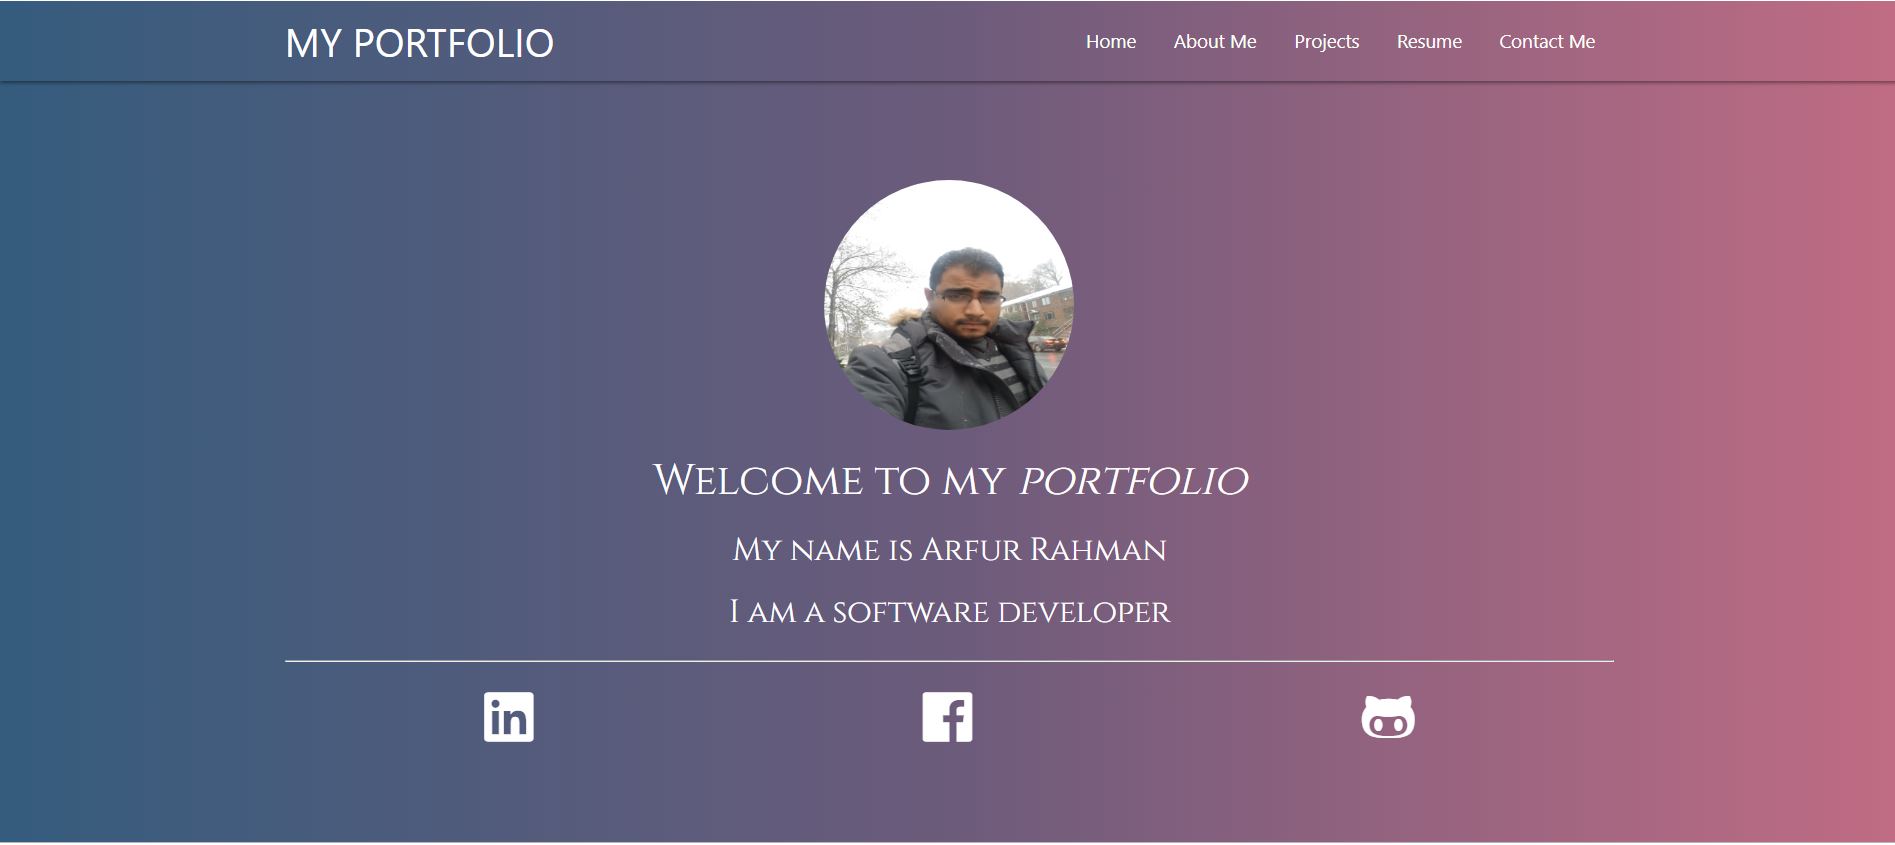 MY PORTFOLIO
Home About Me Projects Resume Contact Me
Welcome to my portfolio
My name is Arfur Rahman
I am a software developer
in f